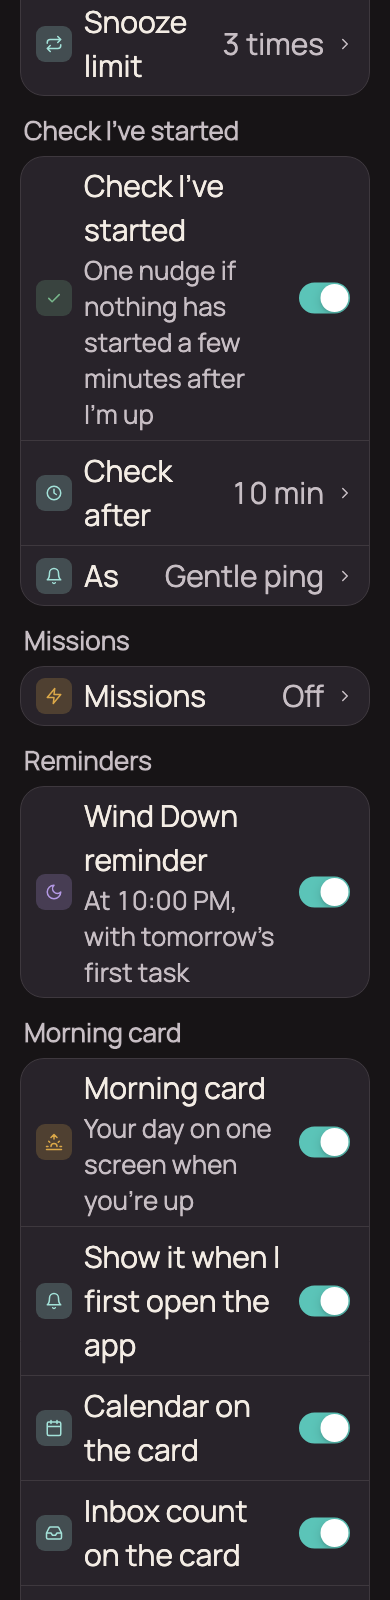 Snooze
limit
3 times
Check I've started
Check I've
started
One nudge if
nothing has
started a few
minutes after
I'm up
Check
after
10 min
As
Gentle ping
Missions
Missions
Off
Reminders
Wind Down
reminder
At 10:00 PM,
with tomorrow's
first task
Morning card
Morning card
Your day on one
screen when
you're up
Show it when I
first open the
app
Calendar on
the card
Inbox count
on the card